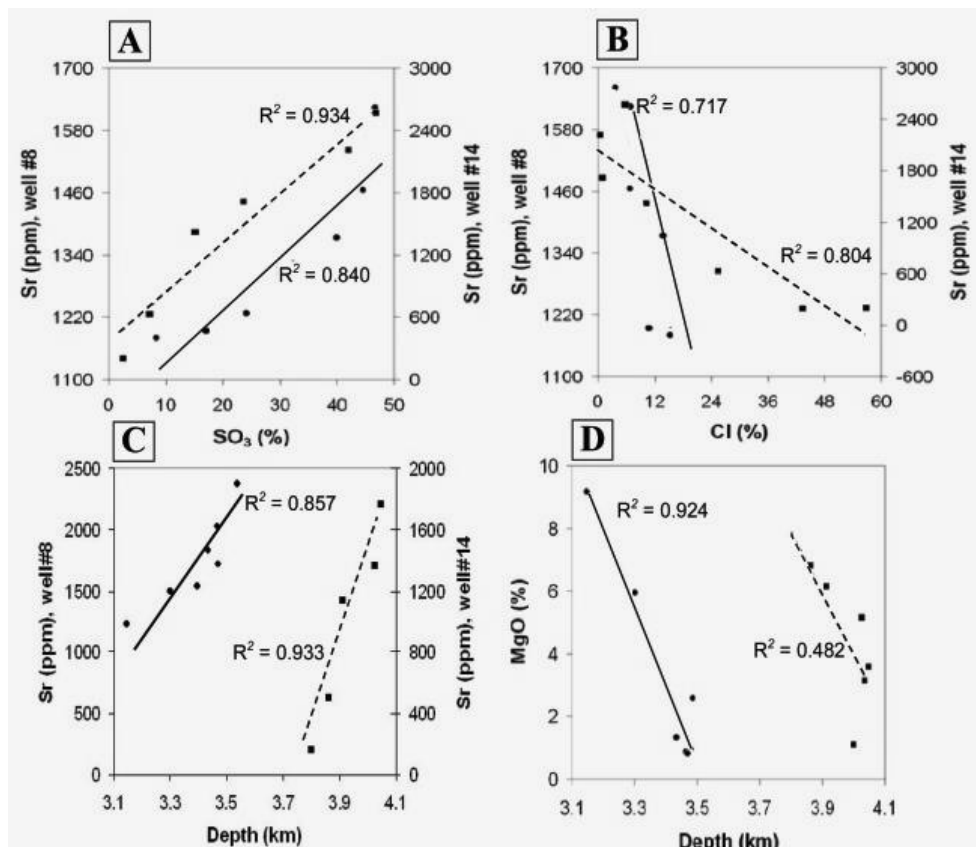 A
B
1700
1580
1460
1340
1220
1100
Sr (ppm), well #8
R² = 0.934
R² = 0.840
3000
2400
1800
1200
600
0
Sr (ppm), well #14
0 10 20 30 40 50
SO₃ (%)
1700
1580
1460
1340
1220
1100
Sr (ppm), well #8
R² = 0.717
R² = 0.804
3000
2400
1800
1200
600
0
-600
Sr (ppm), well #14
0 12 24 36 48 60
Cl (%)
C
D
2500
2000
1500
1000
500
0
Sr (ppm), well#8
R² = 0.857
R² = 0.933
2000
1600
1200
800
400
0
Sr (ppm), well#14
3.1 3.3 3.5 3.7 3.9 4.1
Depth (km)
10
8
6
4
2
0
MgO (%)
R² = 0.924
R² = 0.482
3.1 3.3 3.5 3.7 3.9 4.1
Depth (km)